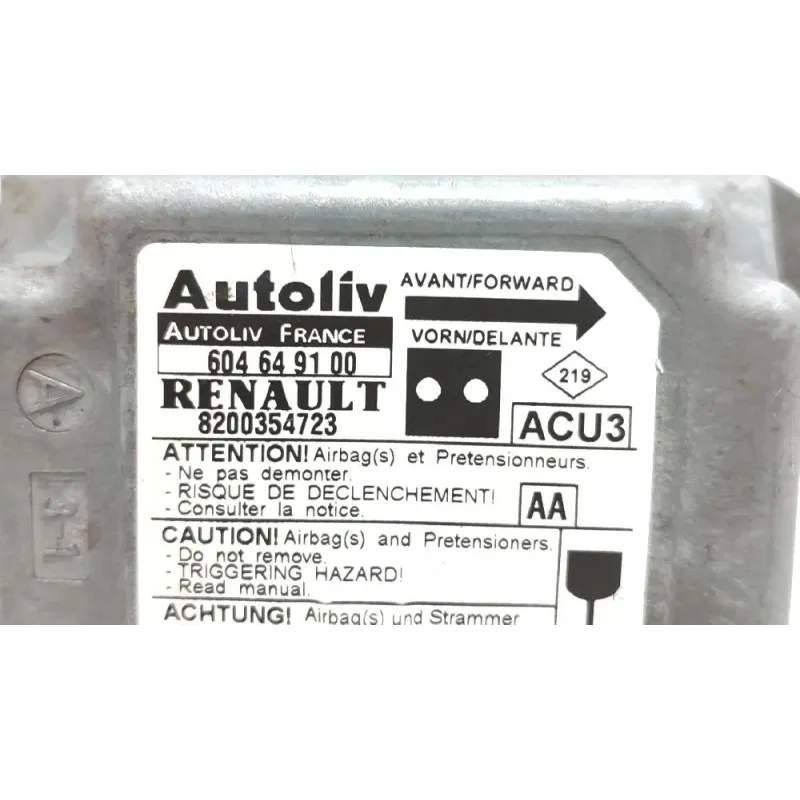 Autoliv
AUTOLIV FRANCE
604 64 91 00
RENAULT
8200354723
AVANT/FORWARD
VORN/DELANTE
219
ACU3
ATTENTION! Airbag(s) et Pretensionneurs.
- Ne pas demonter.
- RISQUE DE DECLENCHEMENT!
- Consulter la notice.
AA
CAUTION! Airbag(s) and Pretensioners.
- Do not remove.
- TRIGGERING HAZARD!
- Read manual.
ACHTUNG! Airbag(s) und Strammer
A
3-1